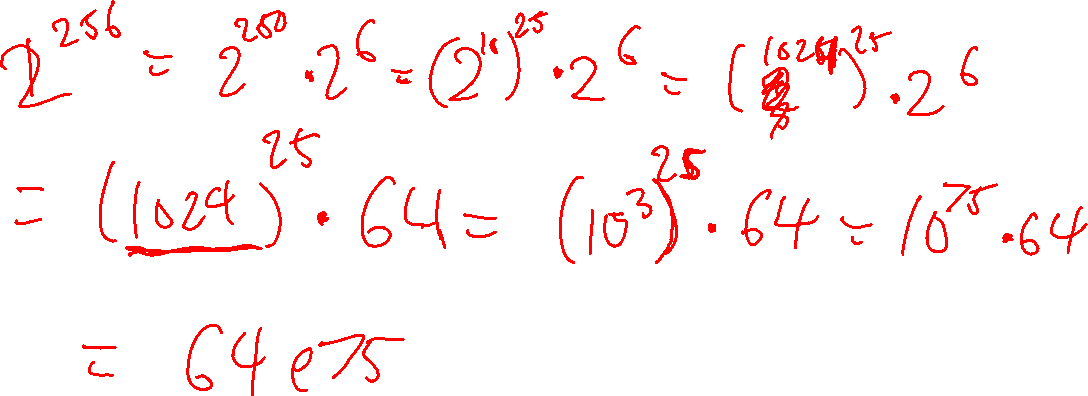 2^256 = 2^250 · 2^6 = (2^10)^25 · 2^6 = (1024)^25 · 2^6
= (1024)^25 · 64 = (10^3)^25 · 64 = 10^75 · 64
= 64e75